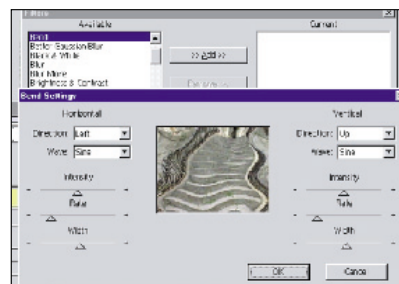 Filters
Available
Current
Bend
Better Gaussian Blur
Black & White
Blur
Blur More
Brightness & Contrast
>> Add >>
Bend Settings
Horizontal
Vertical
Direction: Left
Direction: Up
Wave: Sine
Wave: Sine
Intensity
Intensity
Rate
Rate
Width
Width
OK
Cancel